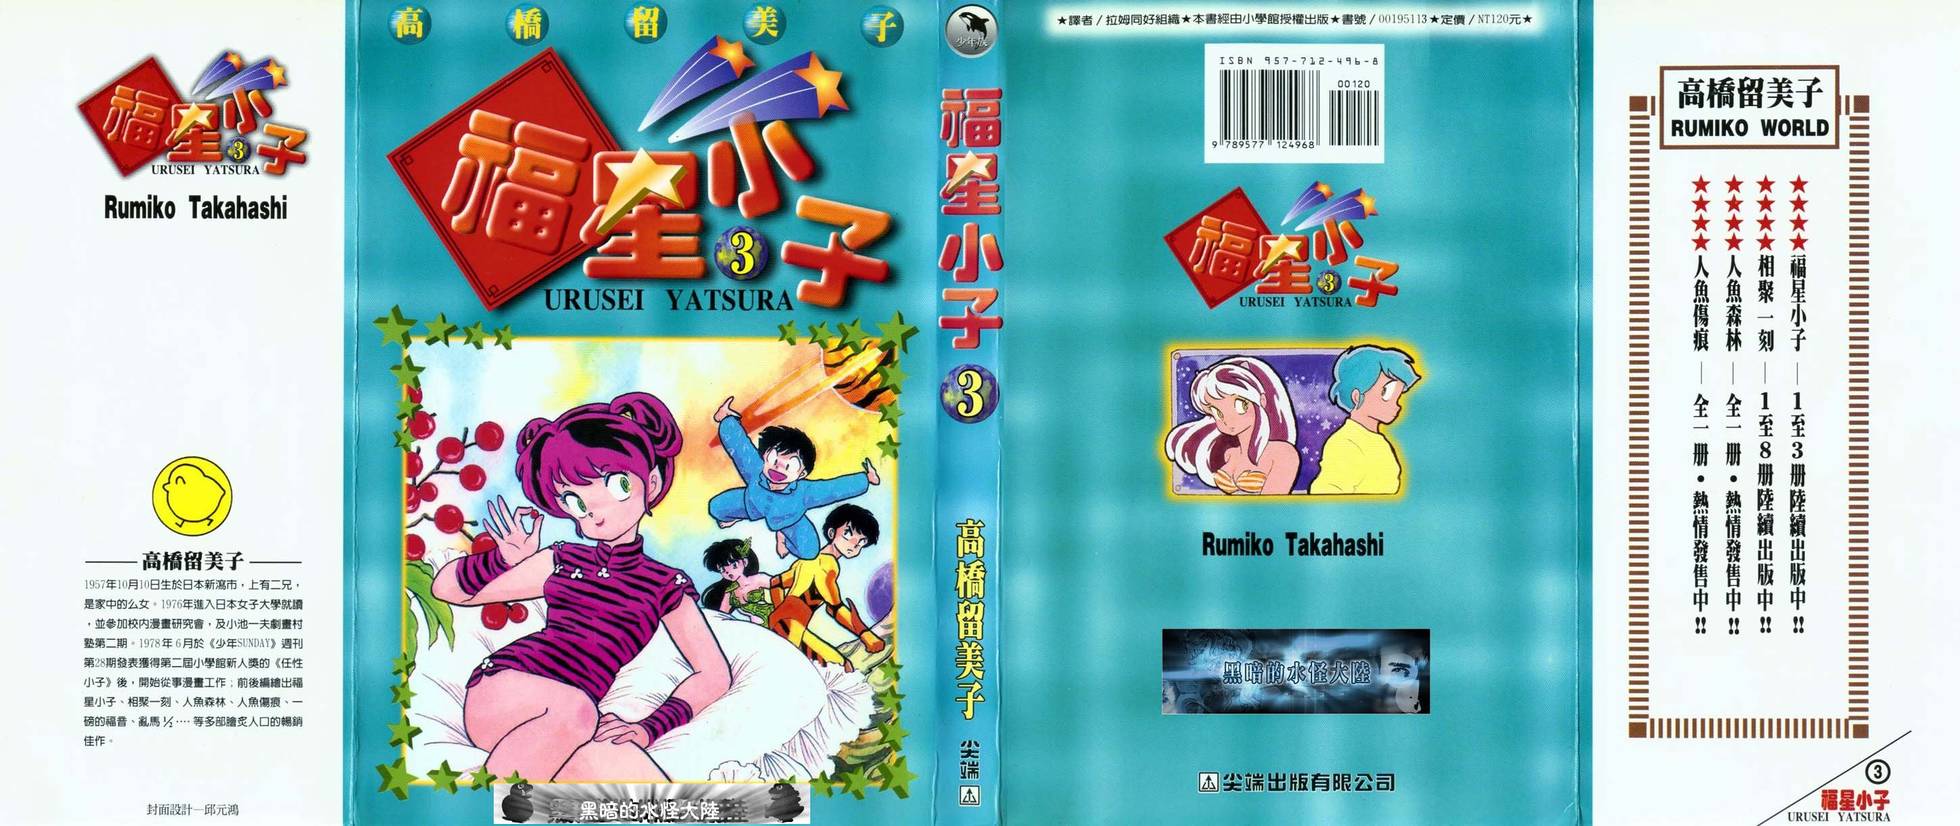 福星小子
3
URUSEI YATSURA
Rumiko Takahashi
高橋留美子
1957年10月10日生於日本新瀉市，上有二兄，
是家中的么女。1976年進入日本女子大學就讀
，並參加校內漫畫研究會，及小池一夫劇畫村
塾第二期。1978年6月於《少年SUNDAY》週刊
第28期發表獲得第二屆小學館新人獎的《任性
小子》後，開始從事漫畫工作；前後編繪出福
星小子、相聚一刻、人魚森林、人魚傷痕、一
磅的福音、亂馬½‥‥等多部膾炙人口的暢銷
佳作。
封面設計—邱元鴻
高橋留美子
福星小子
3
URUSEI YATSURA
黑暗的水怪大陸
少年族
福星小子
3
高橋留美子
尖端
★譯者／拉姆同好組織★本書經由小學館授權出版★書號／00195113★定價／NT120元★
ISBN 957-712-496-8
00120
9 789577 124968
福星小子
3
URUSEI YATSURA
Rumiko Takahashi
黑暗的水怪大陸
尖端出版有限公司
高橋留美子
RUMIKO WORLD
★★★★福星小子—1至3冊陸續出版中!!
★★★★相聚一刻—1至8冊陸續出版中!!
★★★★人魚森林—全一冊・熱情發售中!!
★★★★人魚傷痕—全一冊・熱情發售中!!
3
福星小子
URUSEI YATSURA